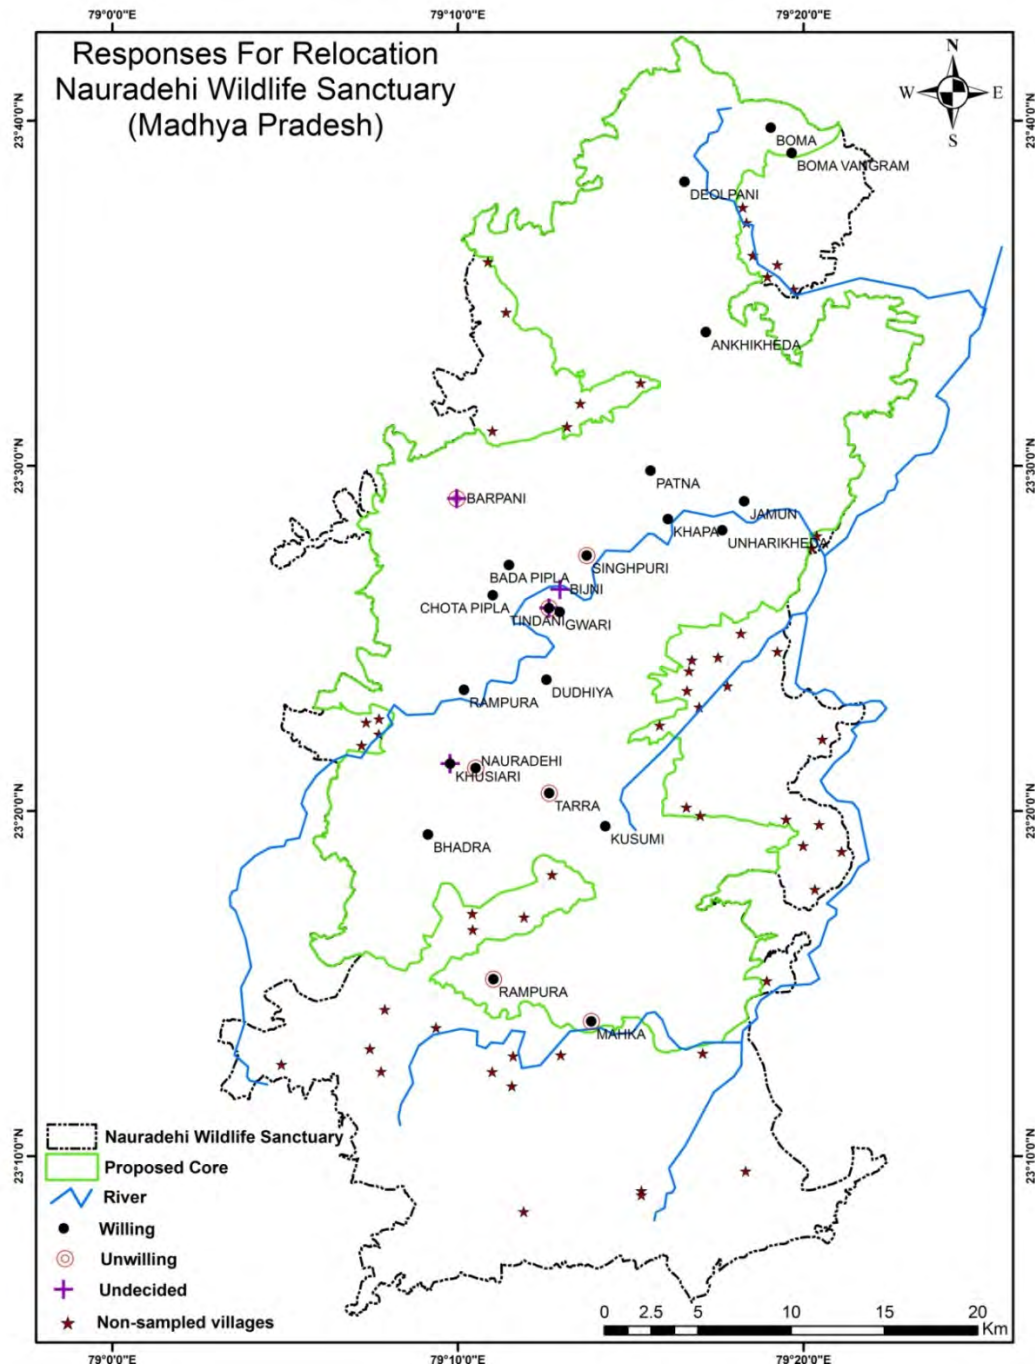 79°0'0"E 79°10'0"E 79°20'0"E
Responses For Relocation
Nauradehi Wildlife Sanctuary
(Madhya Pradesh)
N
W E
S
23°40'0"N 23°40'0"N
BOMA
BOMA VANGRAM
DEOLPANI
ANKHIKHEDA
23°30'0"N 23°30'0"N
PATNA
BARPANI
JAMUN
KHAPA
UNHARIKHEDA
SINGHPURI
BADA PIPLA
BIJNI
CHOTA PIPLA
TINDANI
GWARI
DUDHIYA
RAMPURA
NAURADEHI
KHUSIARI
TARRA
23°20'0"N 23°20'0"N
KUSUMI
BHADRA
RAMPURA
MAHKA
23°10'0"N 23°10'0"N
Nauradehi Wildlife Sanctuary
Proposed Core
River
Willing
Unwilling
Undecided
Non-sampled villages
0 2.5 5 10 15 20
Km
79°0'0"E 79°10'0"E 79°20'0"E